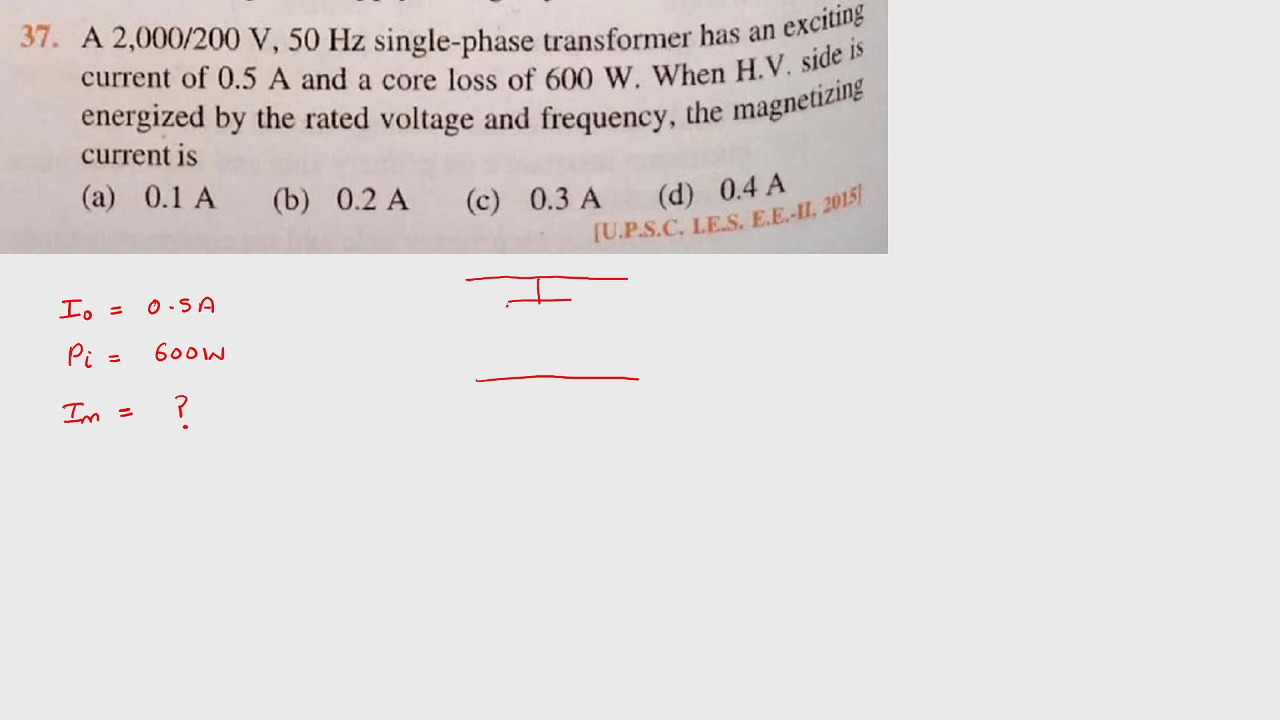 37. A 2,000/200 V, 50 Hz single-phase transformer has an exciting
current of 0.5 A and a core loss of 600 W. When H.V. side is
energized by the rated voltage and frequency, the magnetizing
current is
(a) 0.1 A (b) 0.2 A (c) 0.3 A (d) 0.4 A
[U.P.S.C. I.E.S. E.E.-II, 2015]
I₀ = 0.5A
Pi = 600W
Im = ?